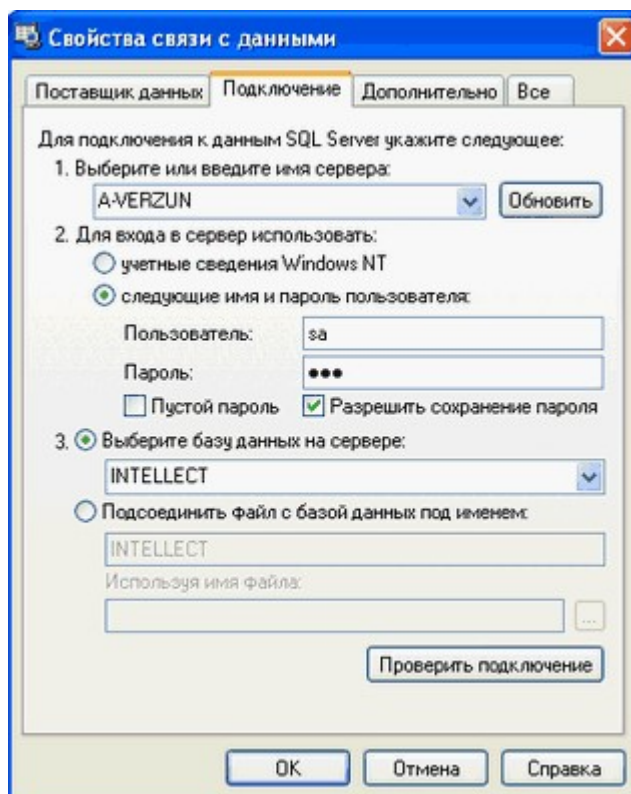 Свойства связи с данными
Поставщик данных Подключение Дополнительно Все
Для подключения к данным SQL Server укажите следующее:
1. Выберите или введите имя сервера:
A-VERZUN Обновить
2. Для входа в сервер использовать:
учетные сведения Windows NT
следующие имя и пароль пользователя:
Пользователь: sa
Пароль: •••
Пустой пароль Разрешить сохранение пароля
3. Выберите базу данных на сервере:
INTELLECT
Подсоединить файл с базой данных под именем:
INTELLECT
Используя имя файла:
...
Проверить подключение
OK Отмена Справка